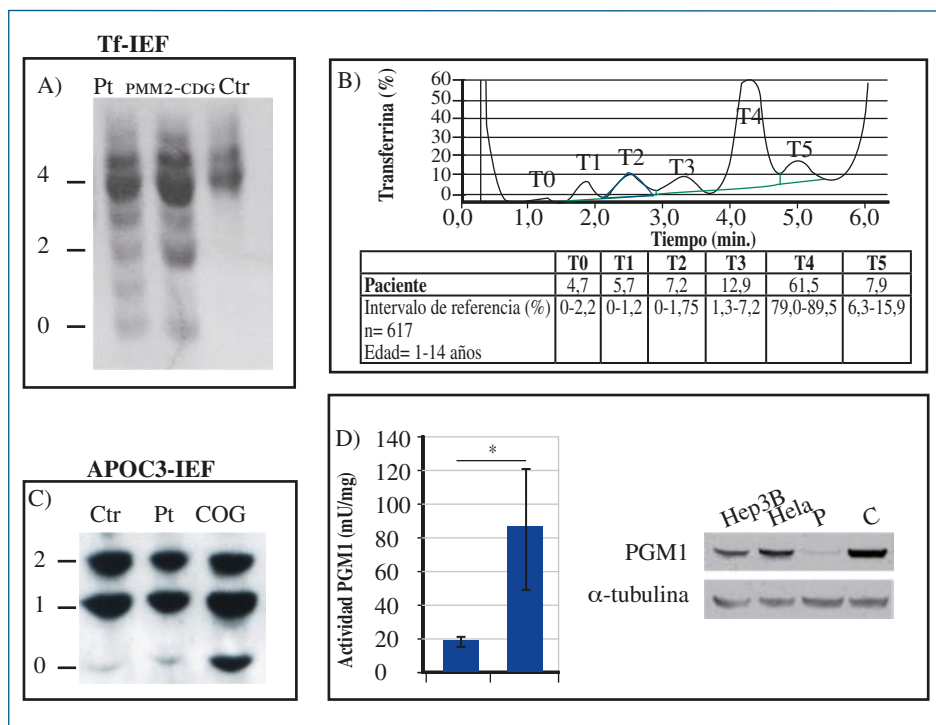 Tf-IEF
A)
Pt PMM2-CDG Ctr
4
2
0
B)
Transferrina (%)
60
50
40
30
20
10
0
T0 T1 T2 T3 T4 T5
0,0 1,0 2,0 3,0 4,0 5,0 6,0
Tiempo (min.)
T0 T1 T2 T3 T4 T5
Paciente 4,7 5,7 7,2 12,9 61,5 7,9
Intervalo de referencia (%) 0-2,2 0-1,2 0-1,75 1,3-7,2 79,0-89,5 6,3-15,9
n= 617
Edad= 1-14 años
APOC3-IEF
C)
Ctr Pt COG
2
1
0
D)
Actividad PGM1 (mU/mg)
140
120
100
80
60
40
20
0
*
Hep3B Hela P C
PGM1
α-tubulina